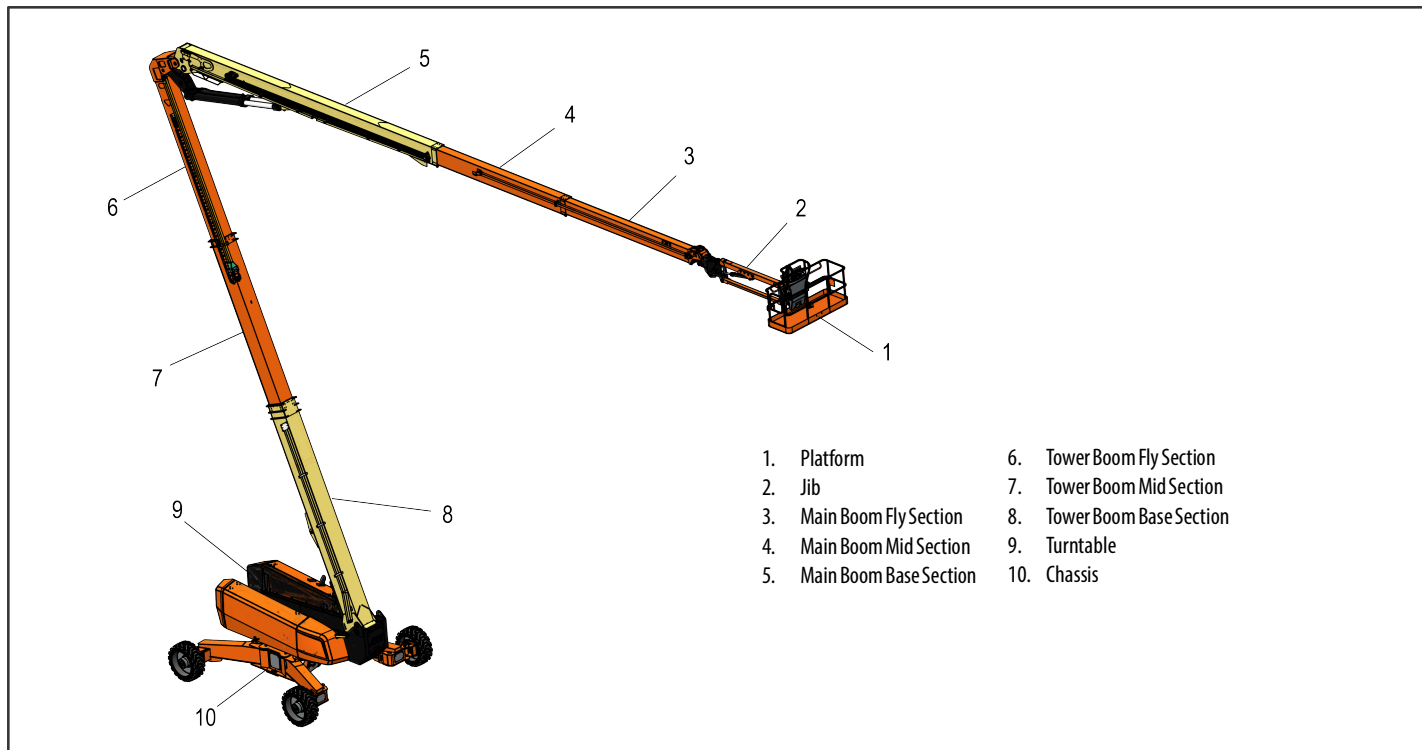 5
4
3
6
2
1
7
9
8
10
1. Platform
2. Jib
3. Main Boom Fly Section
4. Main Boom Mid Section
5. Main Boom Base Section
6. Tower Boom Fly Section
7. Tower Boom Mid Section
8. Tower Boom Base Section
9. Turntable
10. Chassis